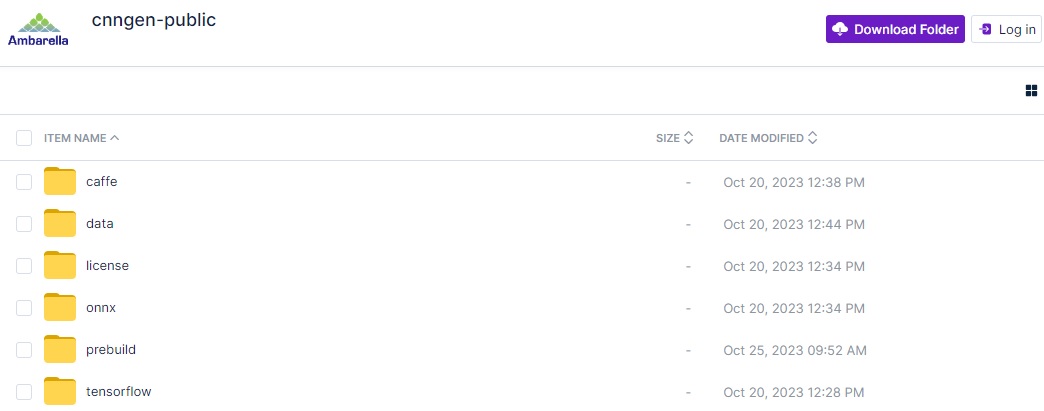 cnngen-public
Ambarella
Download Folder
Log in
ITEM NAME SIZE DATE MODIFIED
caffe - Oct 20, 2023 12:38 PM
data - Oct 20, 2023 12:44 PM
license - Oct 20, 2023 12:34 PM
onnx - Oct 20, 2023 12:34 PM
prebuild - Oct 25, 2023 09:52 AM
tensorflow - Oct 20, 2023 12:28 PM